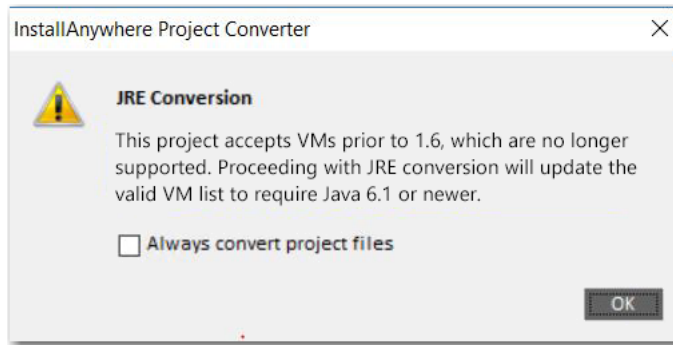 InstallAnywhere Project Converter
JRE Conversion
This project accepts VMs prior to 1.6, which are no longer
supported. Proceeding with JRE conversion will update the
valid VM list to require Java 6.1 or newer.
Always convert project files
OK